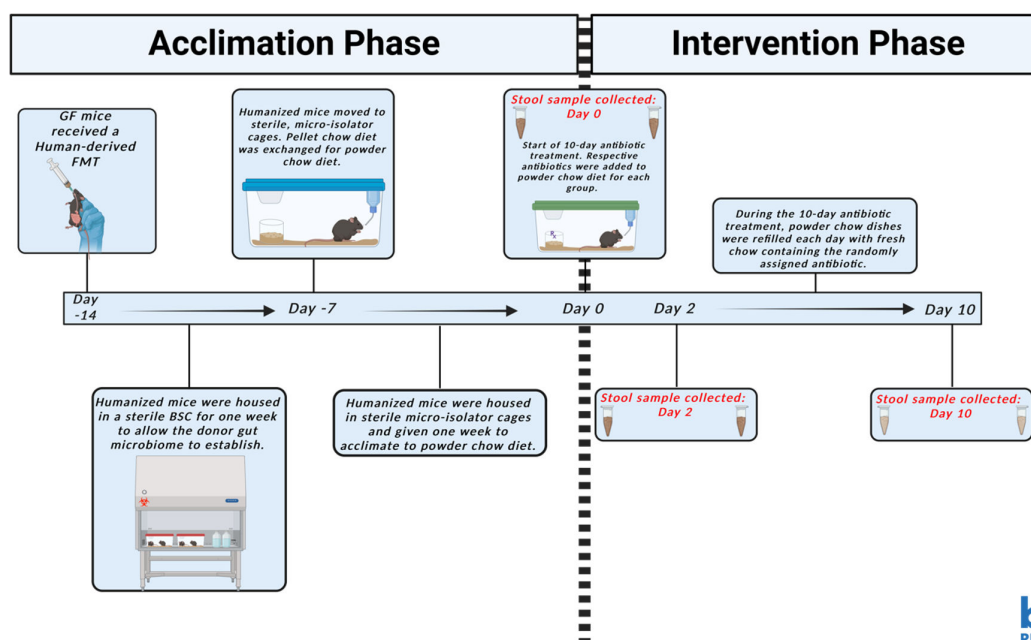 Acclimation Phase
Intervention Phase
GF mice
received a
Human-derived
FMT
Humanized mice moved to
sterile, micro-isolator
cages. Pellet chow diet
was exchanged for powder
chow diet.
Stool sample collected:
Day 0
Start of 10-day antibiotic
treatment. Respective
antibiotics were added to
powder chow diet for each
group.
During the 10-day antibiotic
treatment, powder chow dishes
were refilled each day with fresh
chow containing the randomly
assigned antibiotic.
Day
-14
Day -7
Day 0
Day 2
Day 10
Humanized mice were housed
in a sterile BSC for one week
to allow the donor gut
microbiome to establish.
Humanized mice were housed
in sterile micro-isolator cages
and given one week to
acclimate to powder chow diet.
Stool sample collected:
Day 2
Stool sample collected:
Day 10